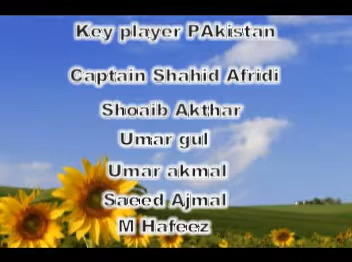 Key player PAkistan
Captain Shahid Afridi
Shoaib Akthar
Umar gul
Umar akmal
Saeed Ajmal
M Hafeez